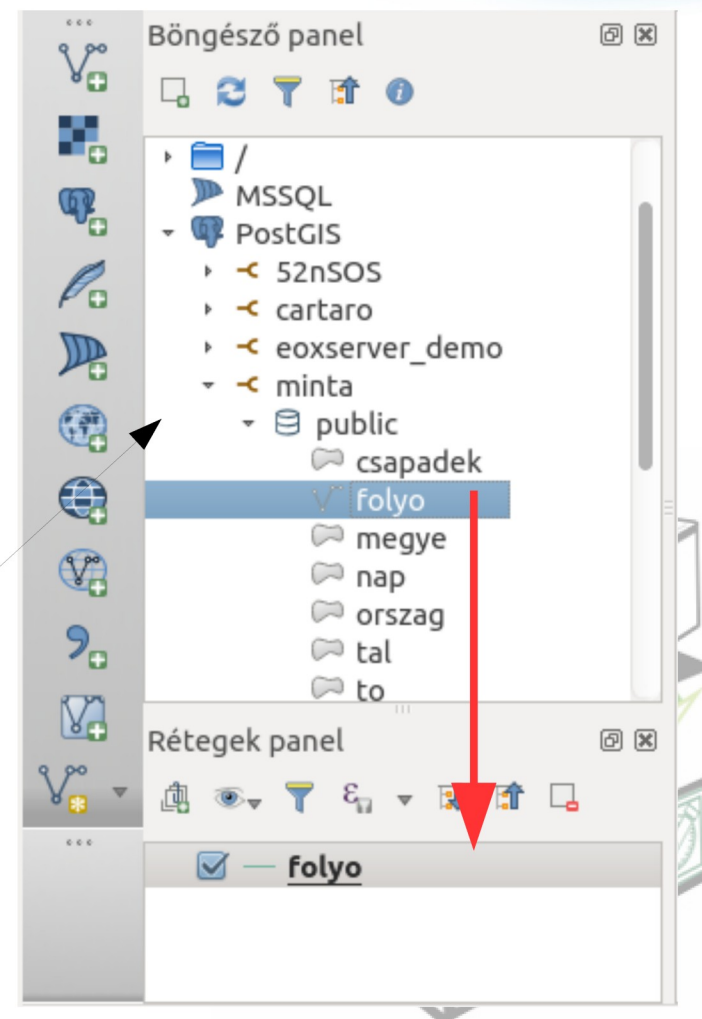 Böngésző panel
/
MSSQL
PostGIS
52nSOS
cartaro
eoxserver_demo
minta
public
csapadek
folyo
megye
nap
orszag
tal
to
Rétegek panel
folyo